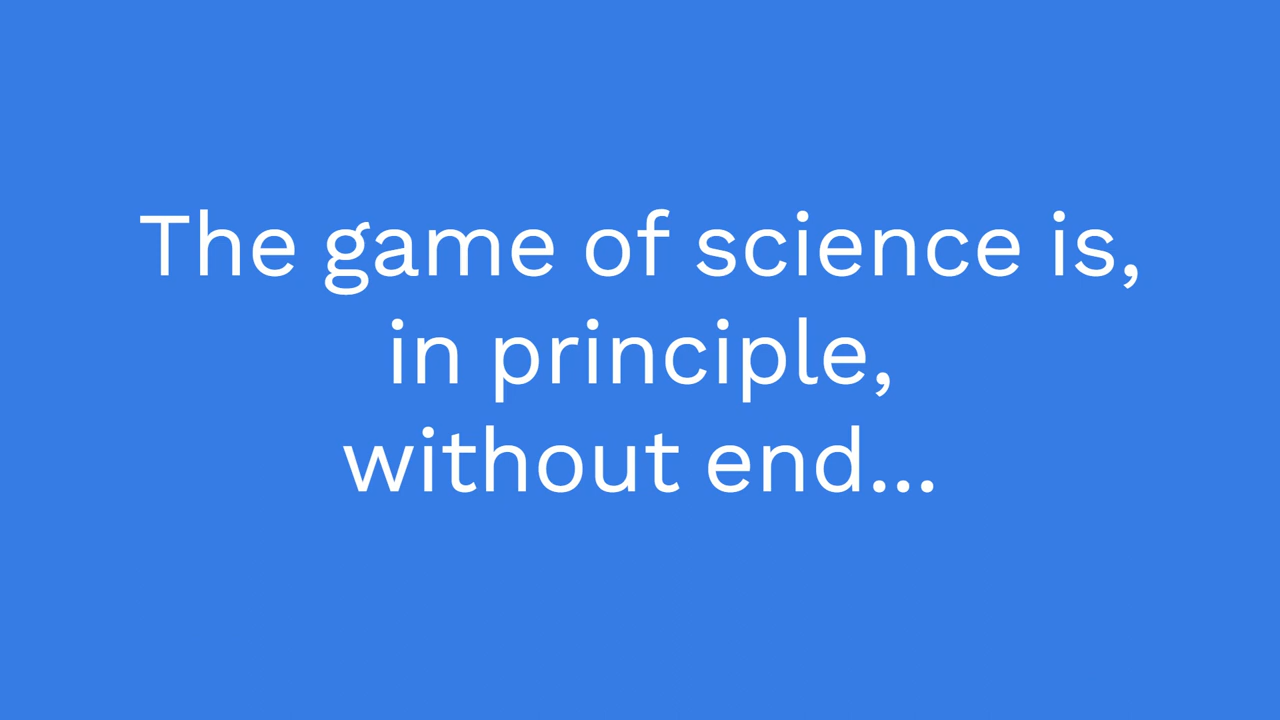 The game of science is,
in principle,
without end...